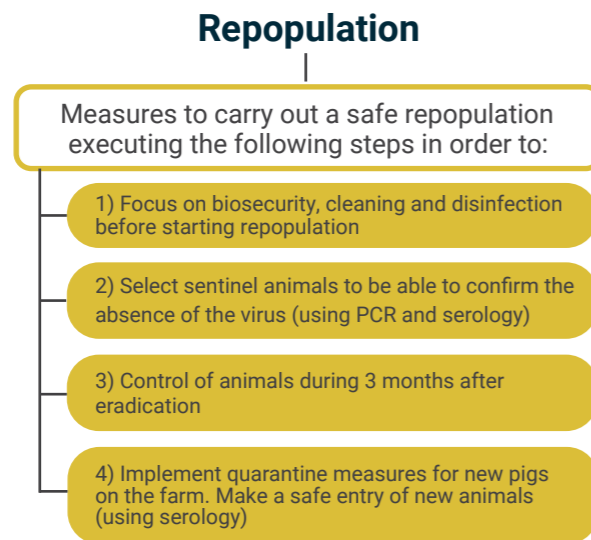 Repopulation
Measures to carry out a safe repopulation
executing the following steps in order to:
1) Focus on biosecurity, cleaning and disinfection
before starting repopulation
2) Select sentinel animals to be able to confirm the
absence of the virus (using PCR and serology)
3) Control of animals during 3 months after
eradication
4) Implement quarantine measures for new pigs
on the farm. Make a safe entry of new animals
(using serology)